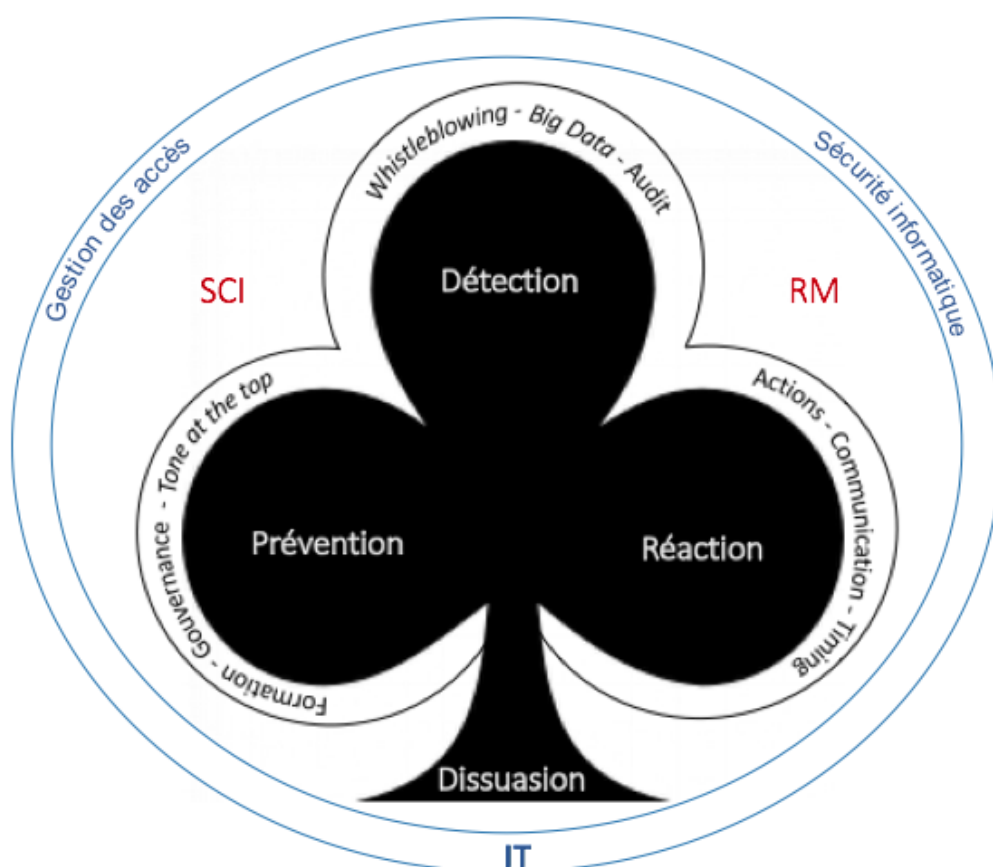 Gestion des accès
Sécurité informatique
Whistleblowing - Big Data - Audit
Détection
SCI
RM
Formation - Gouvernance - Tone at the top
Prévention
Réaction
Actions - Communication - Timing
Dissuasion
IT